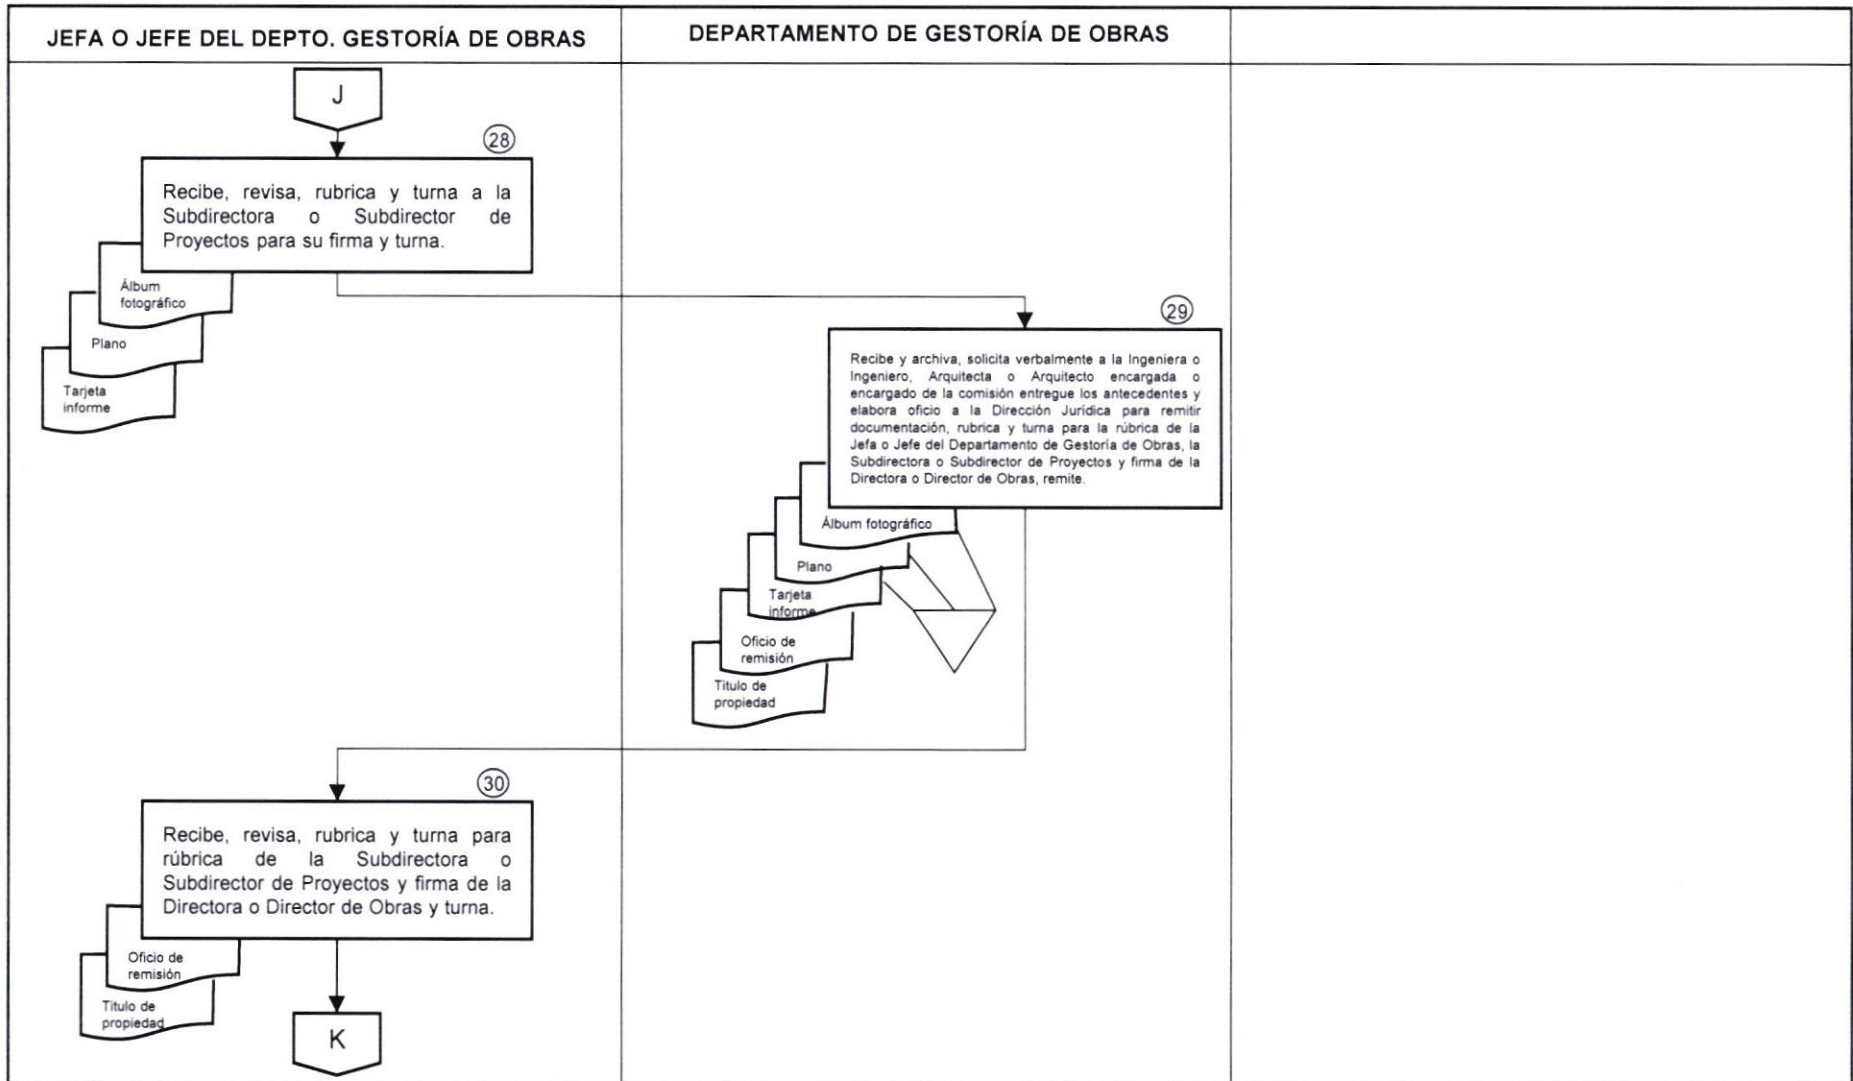 JEFA O JEFE DEL DEPTO. GESTORÍA DE OBRAS
DEPARTAMENTO DE GESTORÍA DE OBRAS
J
28
Recibe, revisa, rubrica y turna a la
Subdirectora o Subdirector de
Proyectos para su firma y turna.
Álbum
fotográfico
Plano
Tarjeta
informe
29
Recibe y archiva, solicita verbalmente a la Ingeniera o
Ingeniero, Arquitecta o Arquitecto encargada o
encargado de la comisión entregue los antecedentes y
elabora oficio a la Dirección Jurídica para remitir
documentación, rubrica y turna para la rúbrica de la
Jefa o Jefe del Departamento de Gestoría de Obras, la
Subdirectora o Subdirector de Proyectos y firma de la
Directora o Director de Obras, remite.
Álbum fotográfico
Plano
Tarjeta
informe
Oficio de
remisión
Titulo de
propiedad
30
Recibe, revisa, rubrica y turna para
rúbrica de la Subdirectora o
Subdirector de Proyectos y firma de la
Directora o Director de Obras y turna.
Oficio de
remisión
Titulo de
propiedad
K